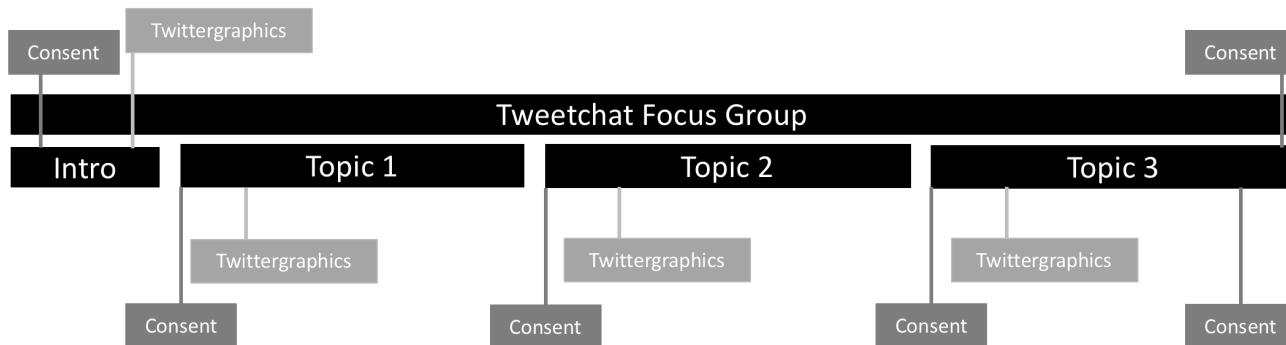 Twittergraphics
Consent
Consent
Tweetchat Focus Group
Intro
Topic 1
Topic 2
Topic 3
Twittergraphics
Twittergraphics
Twittergraphics
Consent
Consent
Consent
Consent